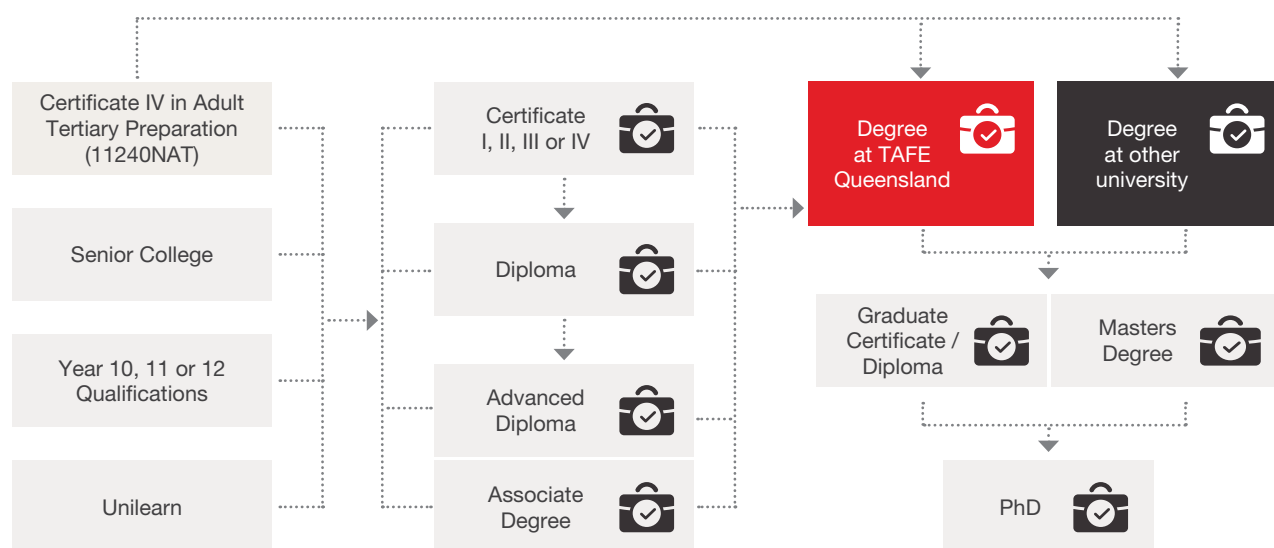 Certificate IV in Adult
Tertiary Preparation
(11240NAT)
Senior College
Year 10, 11 or 12
Qualifications
Unilearn
Certificate
I, II, III or IV
Diploma
Advanced
Diploma
Associate
Degree
Degree
at TAFE
Queensland
Degree
at other
university
Graduate
Certificate /
Diploma
Masters
Degree
PhD